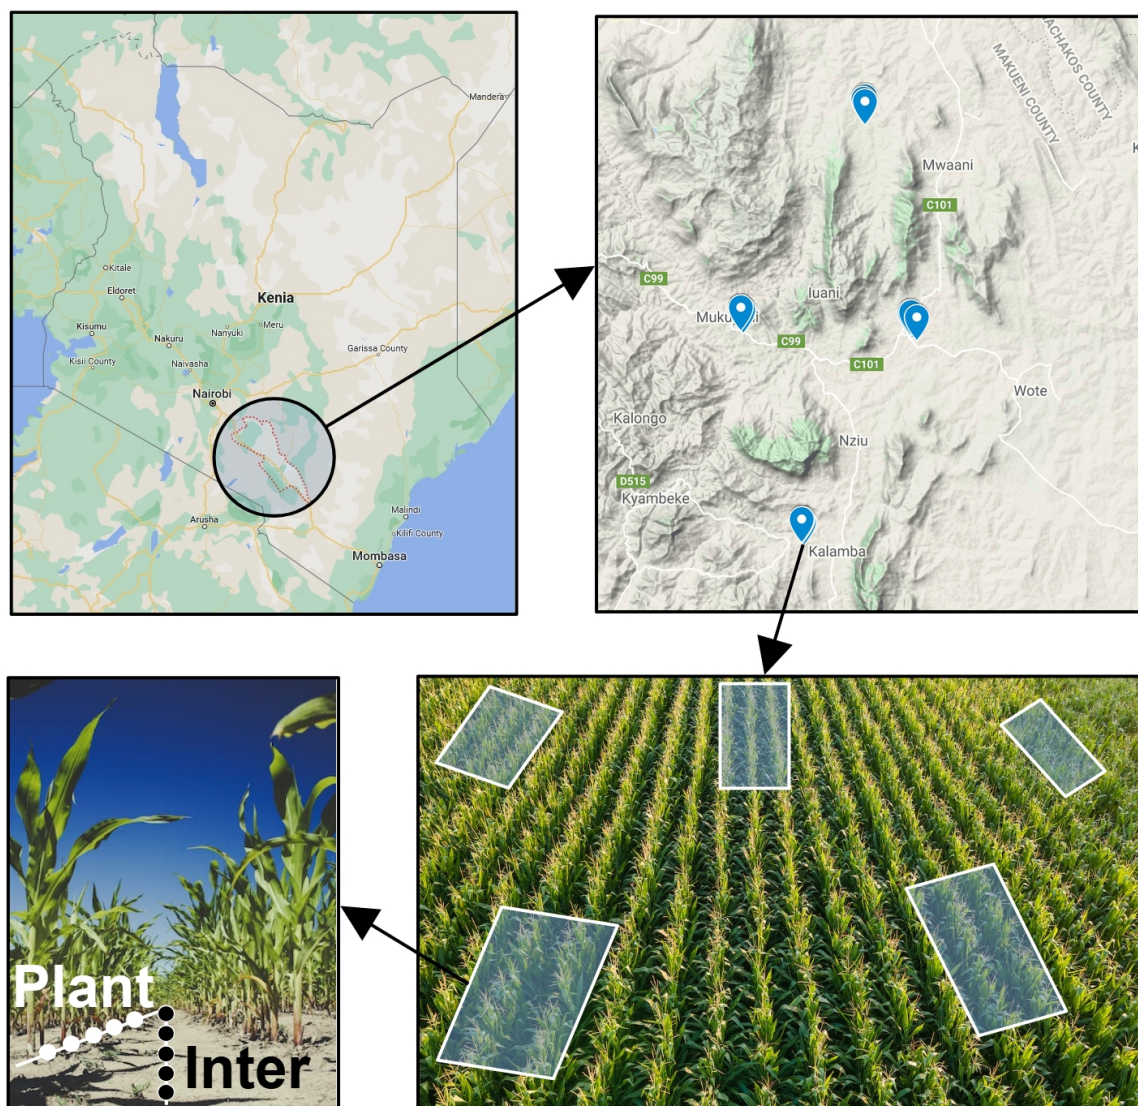 Mandera
Kitale
Eldoret
Kenia
Kisumu
Nanyuki
Meru
Nakuru
Kisii County
Naivasha
Garissa County
Nairobi
Arusha
Malindi
Kilifi County
Mombasa
MACHAKOS COUNTY
MAKUENI COUNTY
Mwaani
C101
C99
Iuani
C99
C101
Wote
Kalongo
Nziu
D515
Kyambeke
Kalamba
Plant
Inter